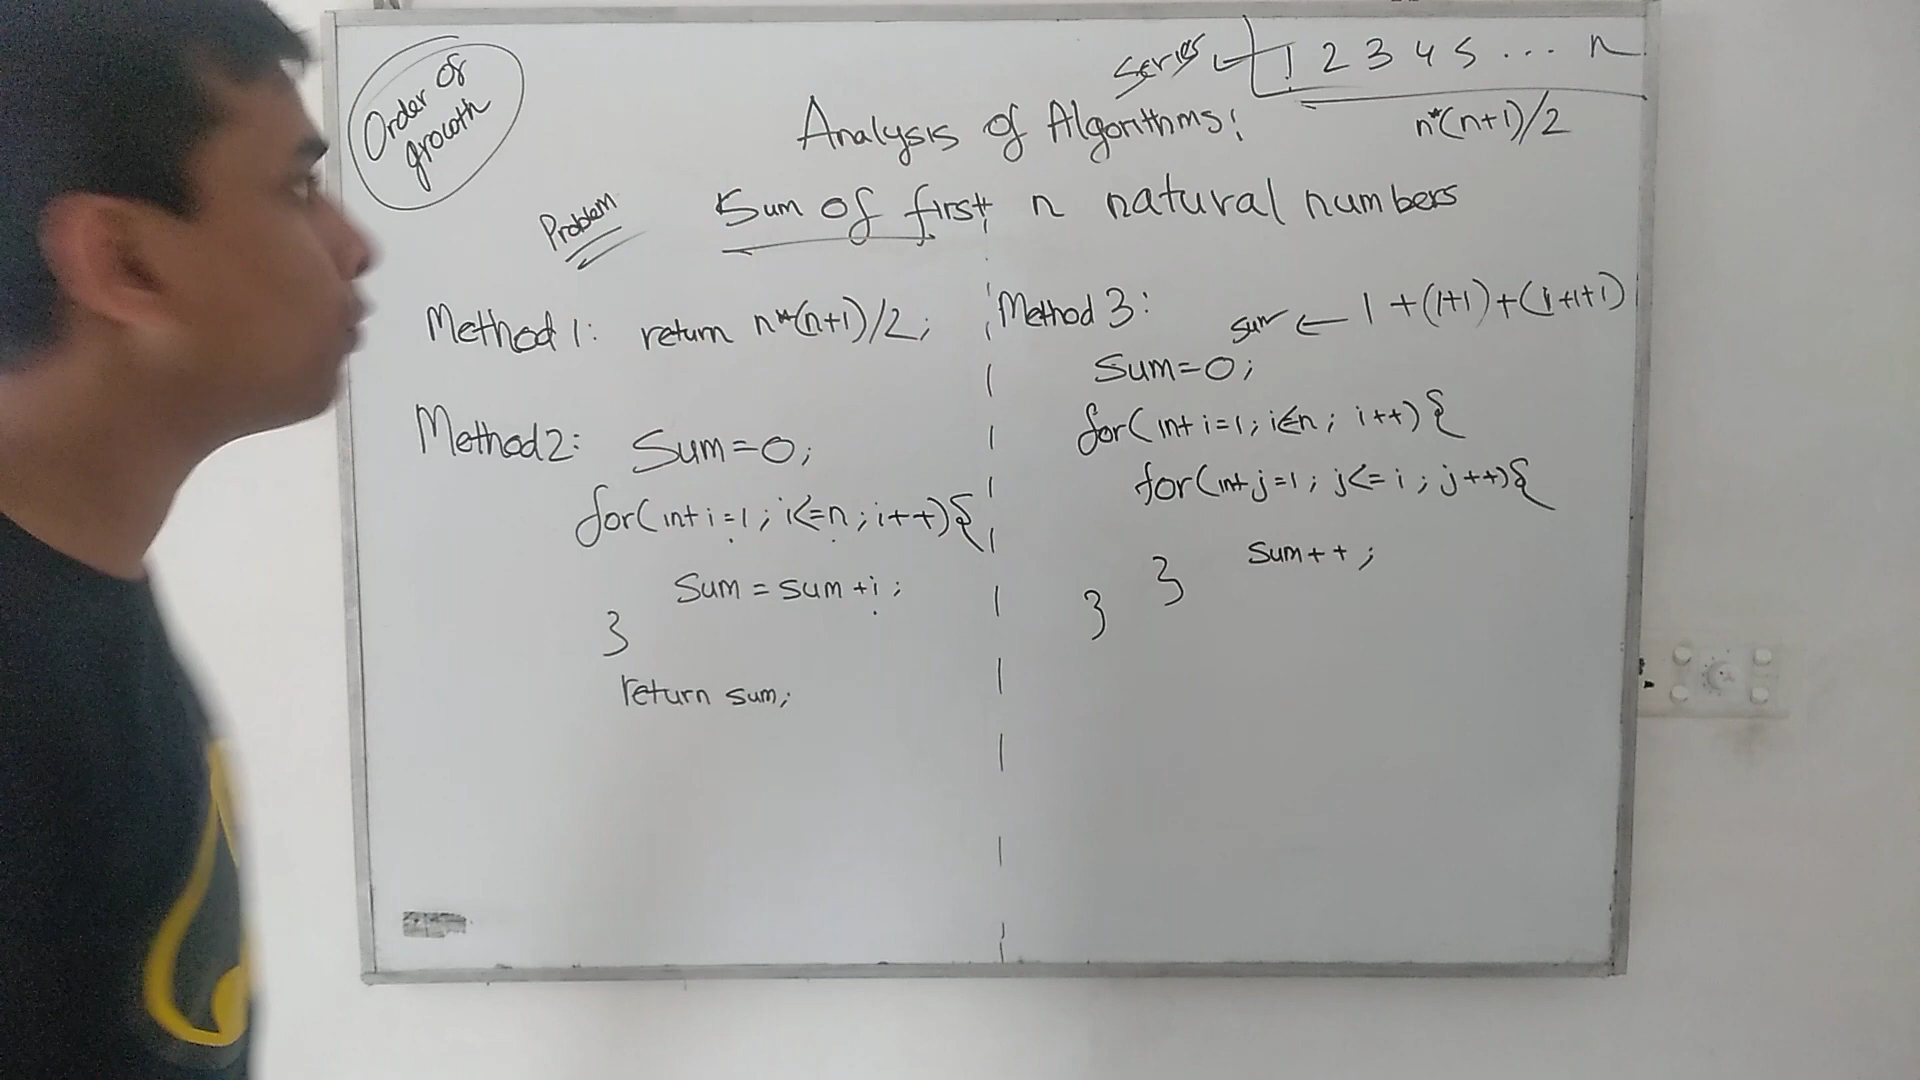 Order of
growth
series ← 1 2 3 4 5 ... n
n*(n+1)/2
Analysis of Algorithms:
Problem
Sum of first n natural numbers
Method 1: return n*(n+1)/2;
Method 2: Sum=0;
for(int i=1; i<=n; i++){
Sum = sum+i;
}
return sum;
Method 3:
sum ← 1 +(1+1)+(1+1+1)
Sum=0;
for(int i=1; i<=n; i++){
for(int j=1; j<=i; j++){
Sum++;
}
}